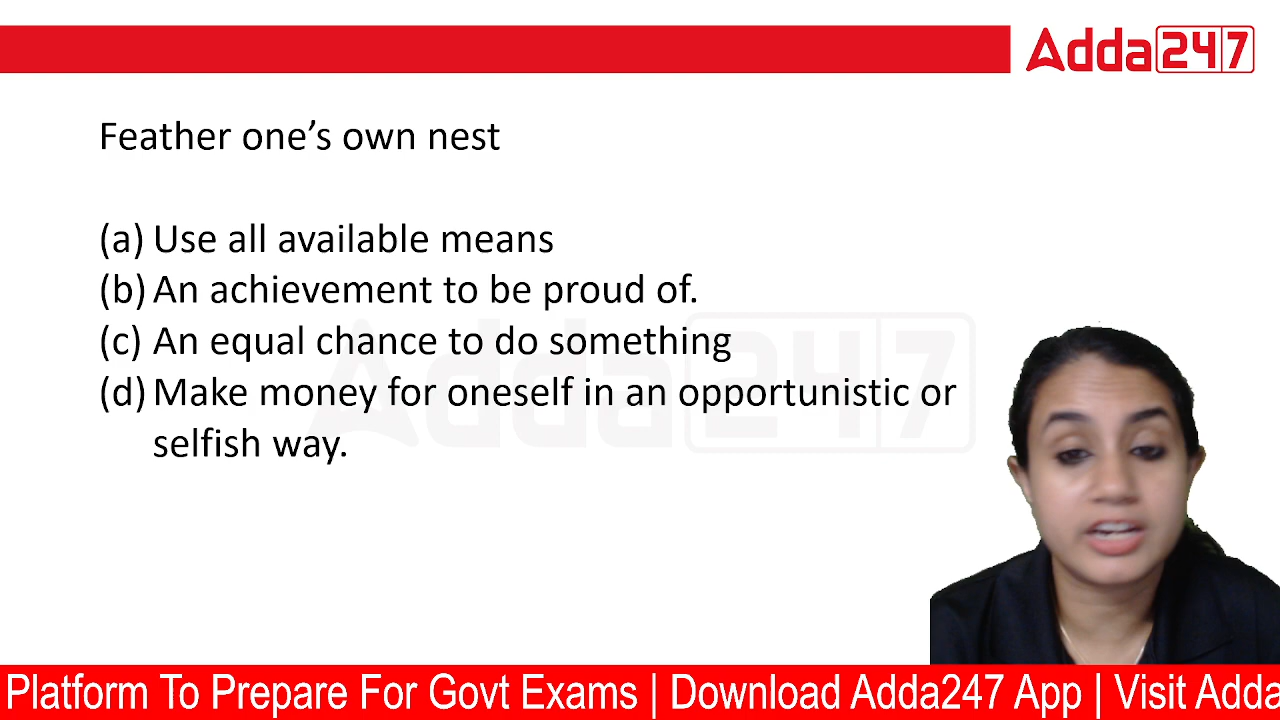 Adda247
Feather one’s own nest
(a) Use all available means
(b) An achievement to be proud of.
(c) An equal chance to do something
(d) Make money for oneself in an opportunistic or
selfish way.
Adda247
Platform To Prepare For Govt Exams | Download Adda247 App | Visit Adda